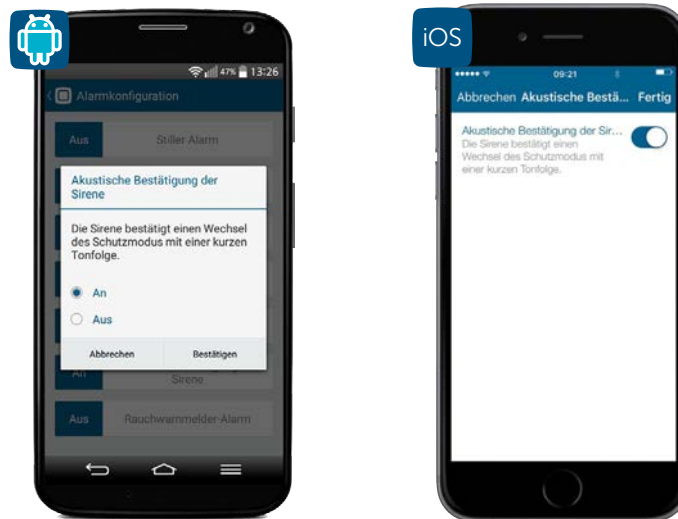 47% 13:26
Alarmkonfiguration
Aus Stiller Alarm
Akustische Bestätigung der
Sirene
Die Sirene bestätigt einen Wechsel
des Schutzmodus mit einer kurzen
Tonfolge.
An
Aus
Abbrechen Bestätigen
An Sirene
Aus Rauchwarnmelder-Alarm
iOS
09:21
Abbrechen Akustische Bestä... Fertig
Akustische Bestätigung der Sir...
Die Sirene bestätigt einen
Wechsel des Schutzmodus mit
einer kurzen Tonfolge.